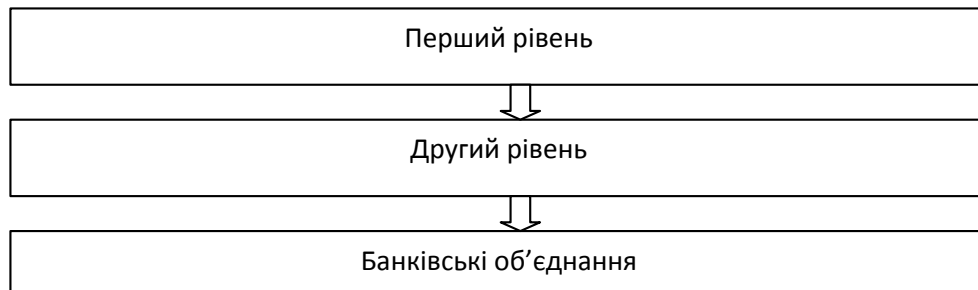 Перший рівень
Другий рівень
Банківські об’єднання